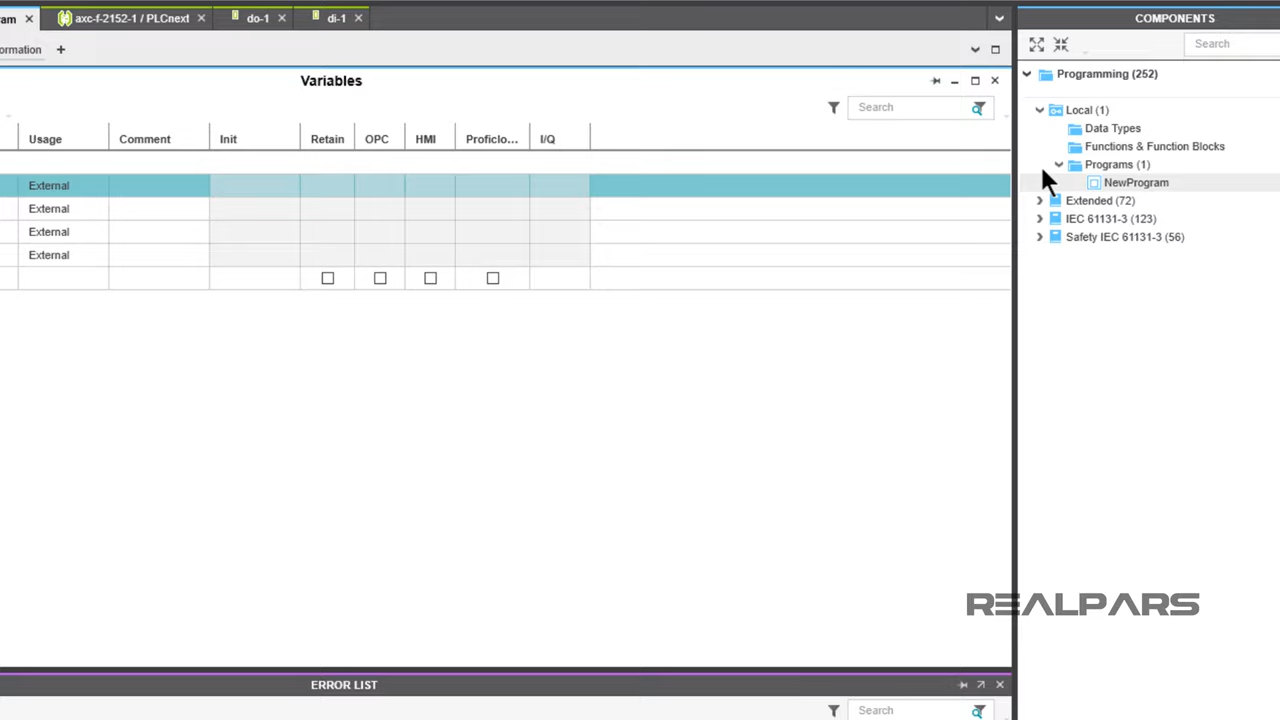 ram
axc-f-2152-1 / PLCnext
do-1
di-1
COMPONENTS
ormation
Search
Variables
Programming (252)
Search
Local (1)
Usage Comment Init Retain OPC HMI Proficlo... I/Q
Data Types
Functions & Function Blocks
Programs (1)
External
NewProgram
External
Extended (72)
External
IEC 61131-3 (123)
External
Safety IEC 61131-3 (56)
REALPARS
ERROR LIST
Search